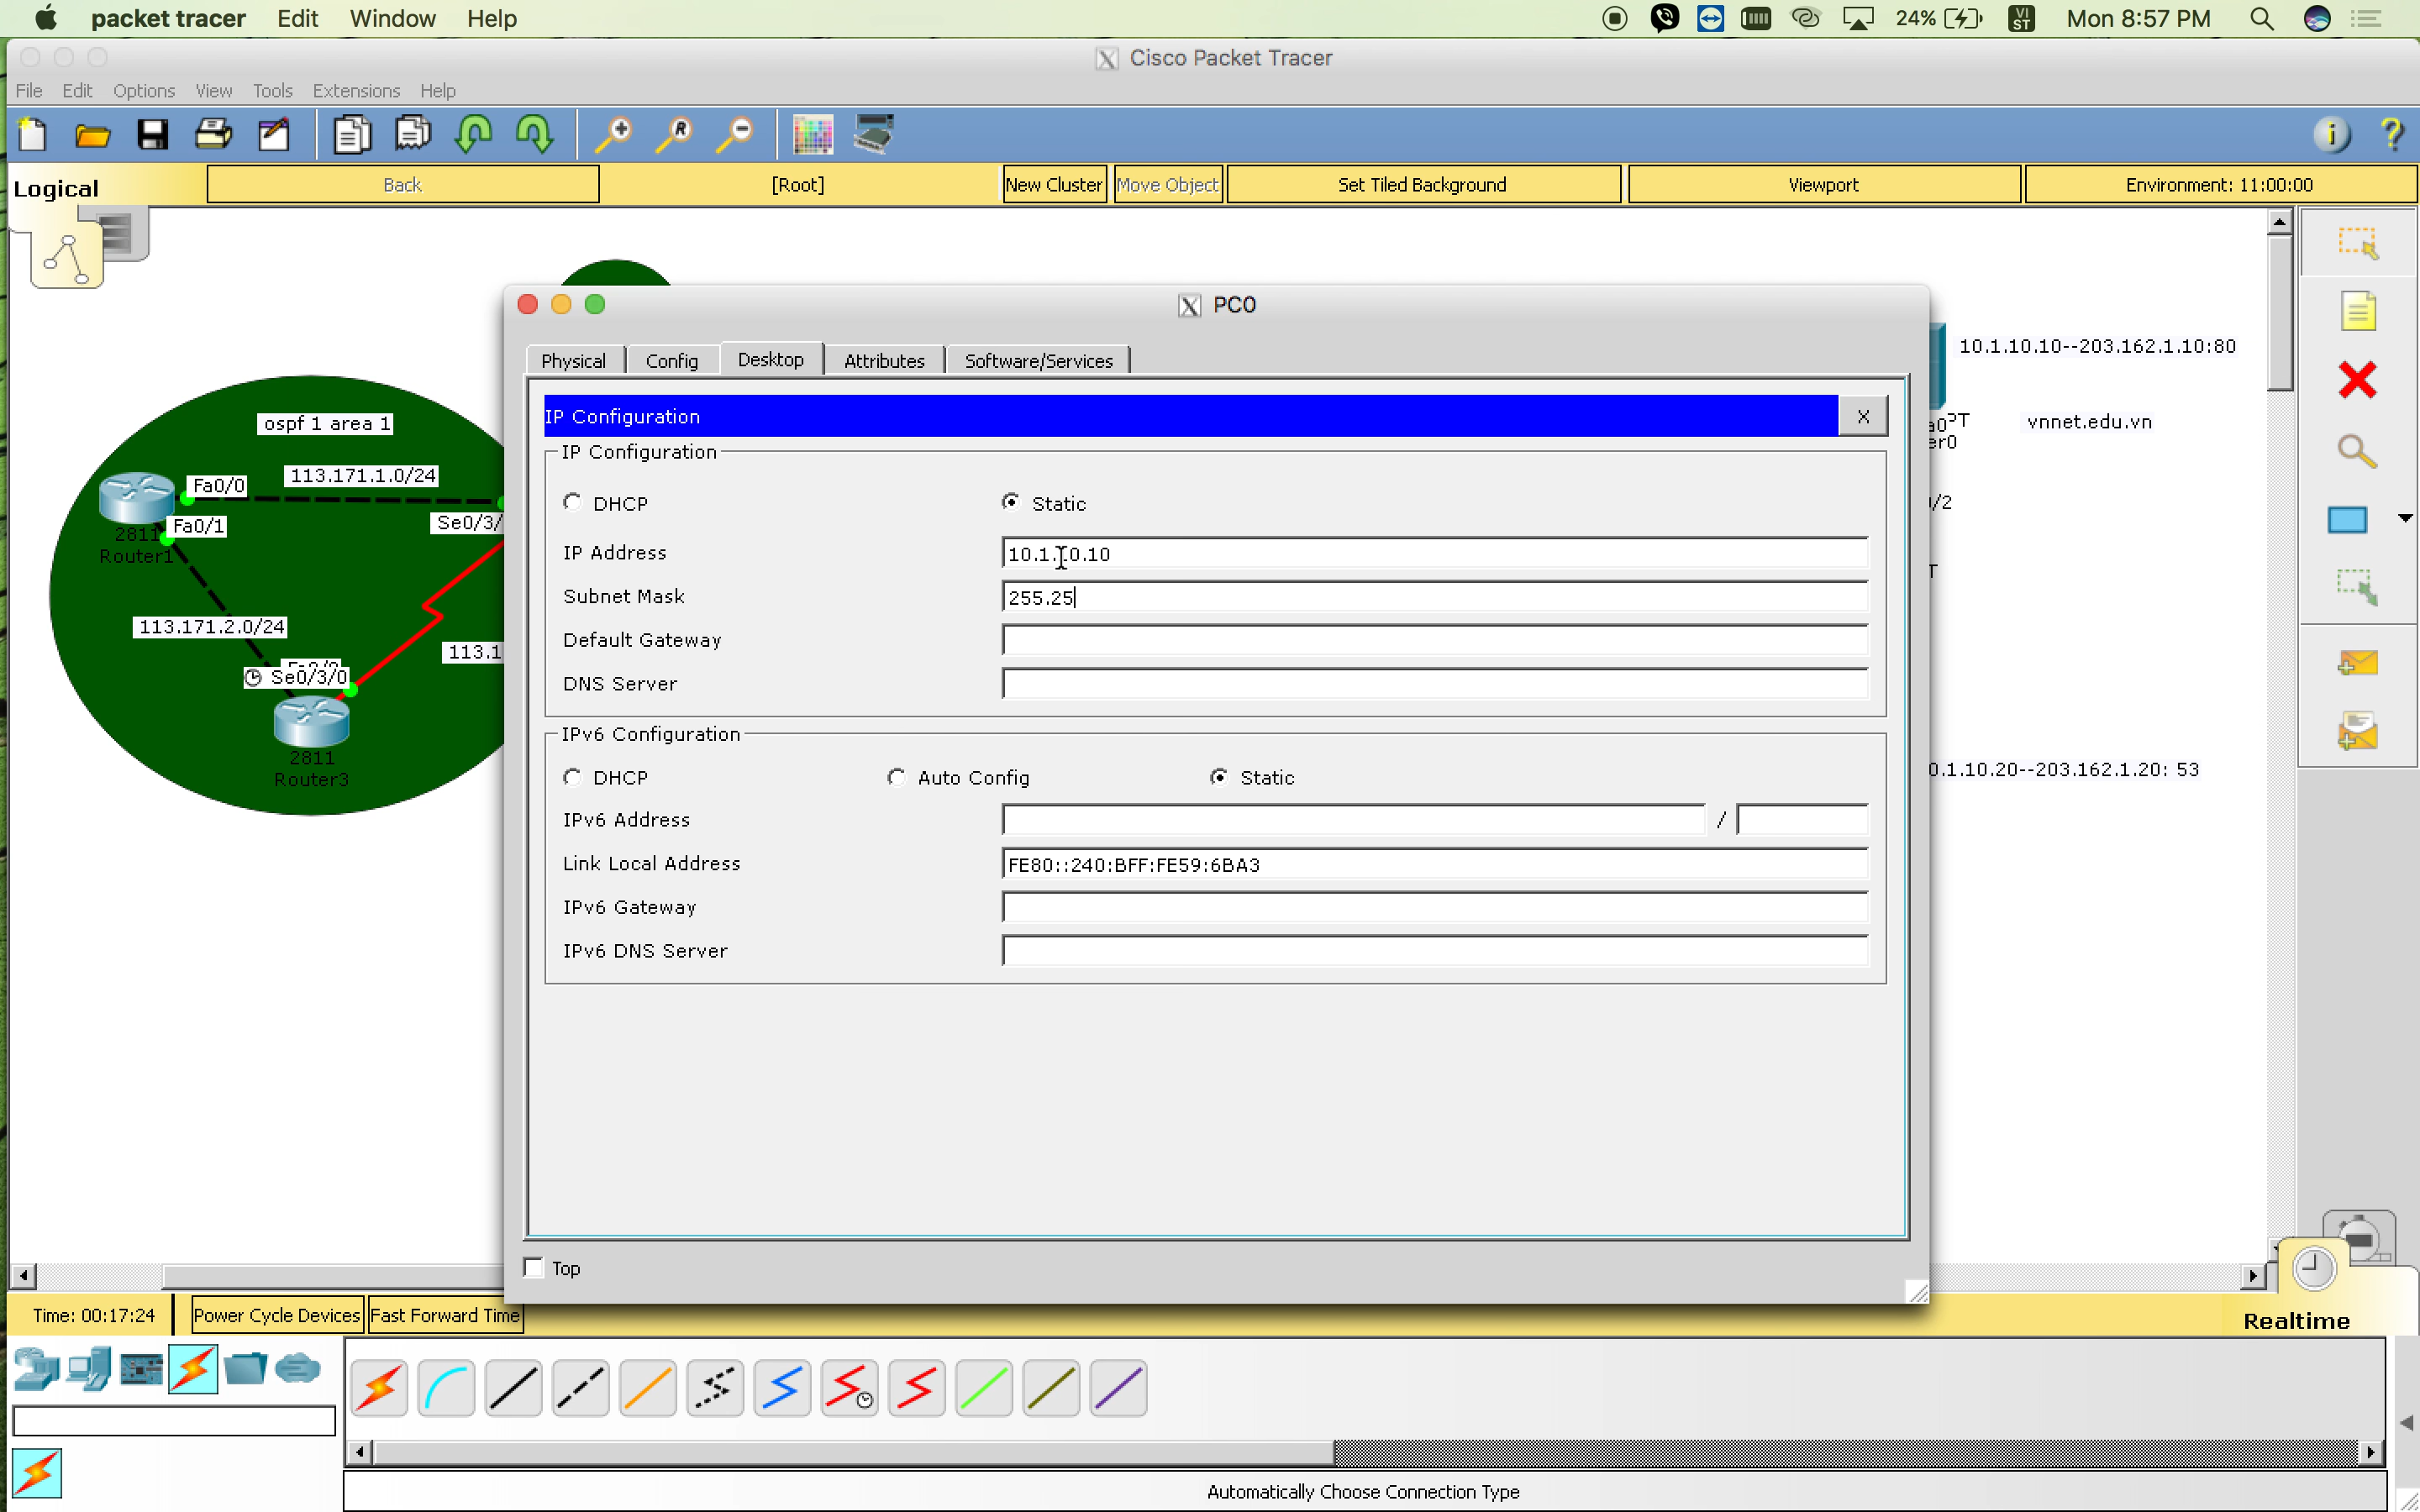 packet tracer Edit Window Help
24%
VI
ST
Mon 8:57 PM
X Cisco Packet Tracer
File Edit Options View Tools Extensions Help
Logical
Back
[Root]
New Cluster
Move Object
Set Tiled Background
Viewport
Environment: 11:00:00
X PC0
Physical
Config
Desktop
Attributes
Software/Services
IP Configuration
X
IP Configuration
DHCP
Static
IP Address
Subnet Mask
255.25
Default Gateway
DNS Server
IPv6 Configuration
DHCP
Auto Config
Static
IPv6 Address
/
Link Local Address
FE80::240:BFF:FE59:6BA3
IPv6 Gateway
IPv6 DNS Server
Top
ospf 1 area 1
113.171.1.0/24
Fa0/0
Fa0/1
Se0/3/
2811
Router1
113.171.2.0/24
113.1
Se0/3/0
2811
Router3
10.1.10.10--203.162.1.10:80
vnnet.edu.vn
er0
/2
T
0.1.10.20--203.162.1.20: 53
Time: 00:17:24
Power Cycle Devices
Fast Forward Time
Realtime
Automatically Choose Connection Type